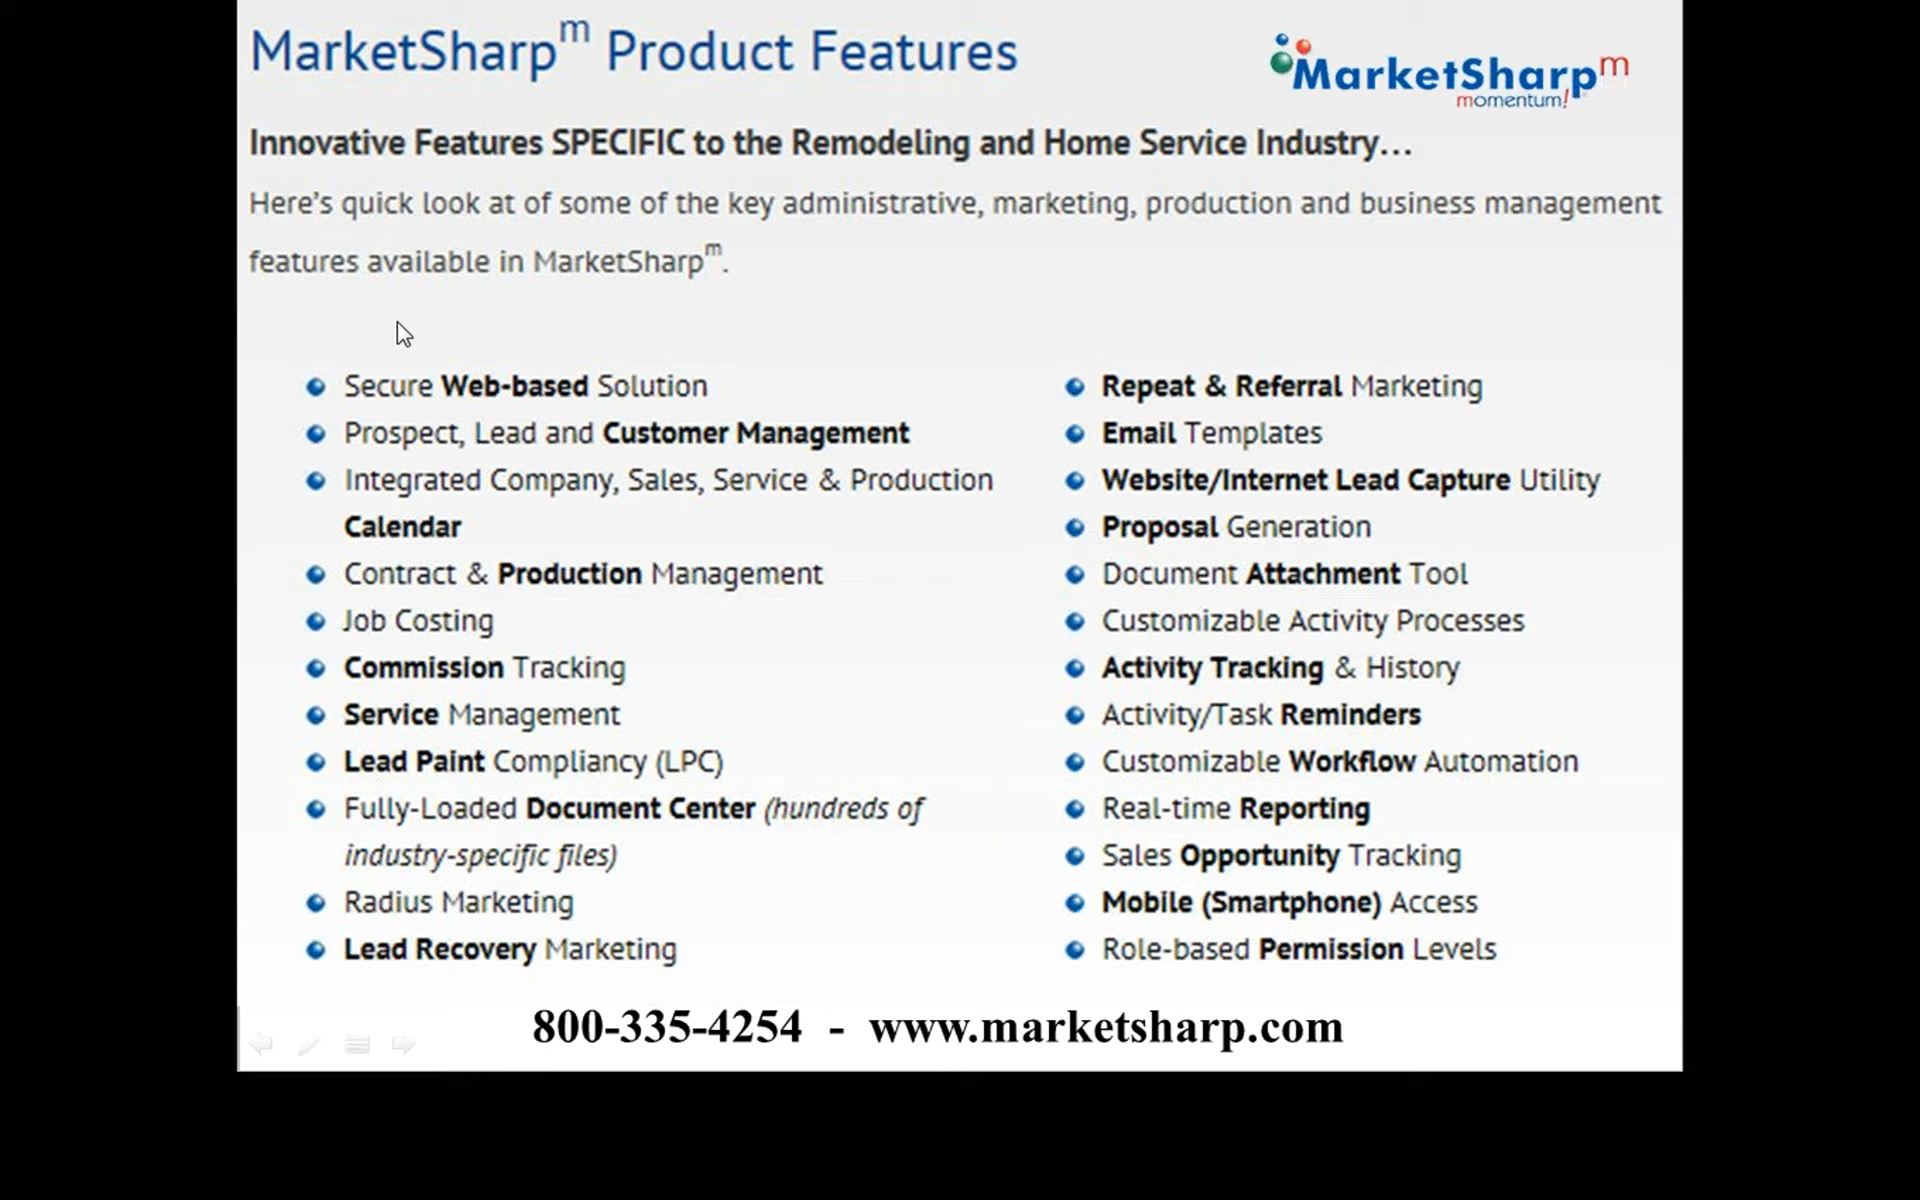 MarketSharpᵐ Product Features
MarketSharpᵐ
momentum!
Innovative Features SPECIFIC to the Remodeling and Home Service Industry…
Here's quick look at of some of the key administrative, marketing, production and business management
features available in MarketSharpᵐ.
Secure Web-based Solution
Prospect, Lead and Customer Management
Integrated Company, Sales, Service & Production
Calendar
Contract & Production Management
Job Costing
Commission Tracking
Service Management
Lead Paint Compliancy (LPC)
Fully-Loaded Document Center (hundreds of
industry-specific files)
Radius Marketing
Lead Recovery Marketing
Repeat & Referral Marketing
Email Templates
Website/Internet Lead Capture Utility
Proposal Generation
Document Attachment Tool
Customizable Activity Processes
Activity Tracking & History
Activity/Task Reminders
Customizable Workflow Automation
Real-time Reporting
Sales Opportunity Tracking
Mobile (Smartphone) Access
Role-based Permission Levels
800-335-4254 - www.marketsharp.com